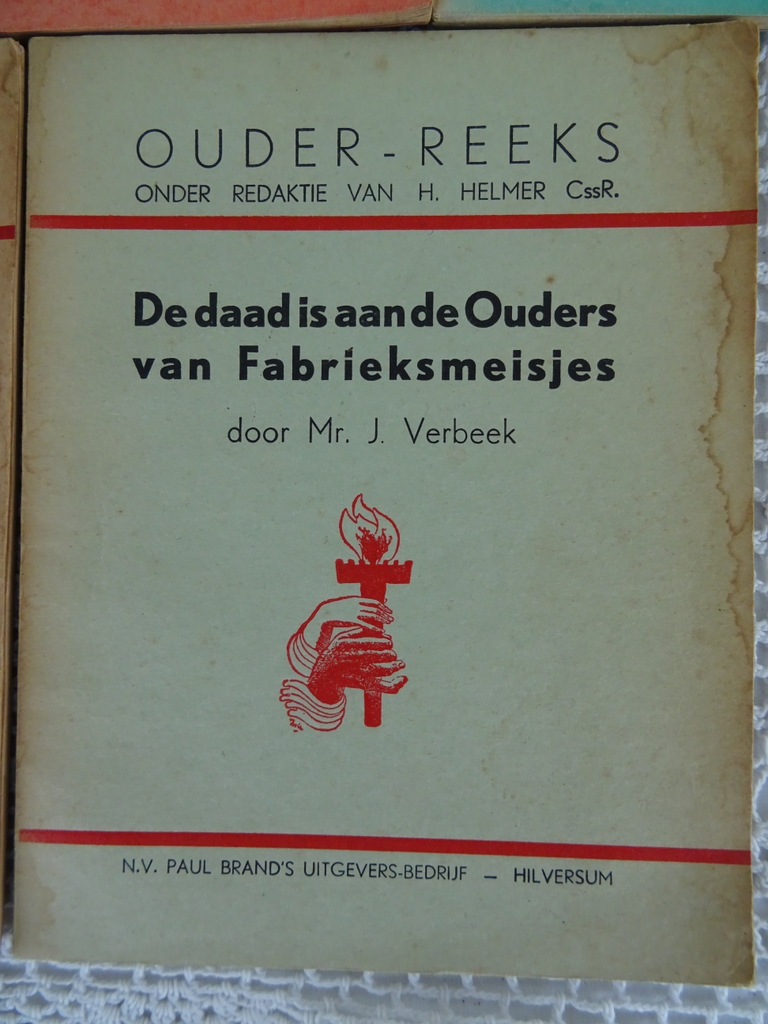 OUDER-REEKS
ONDER REDAKTIE VAN H. HELMER CssR.
De daad is aan de Ouders
van Fabrieksmeisjes
door Mr. J. Verbeek
N.V. PAUL BRAND'S UITGEVERS-BEDRIJF – HILVERSUM